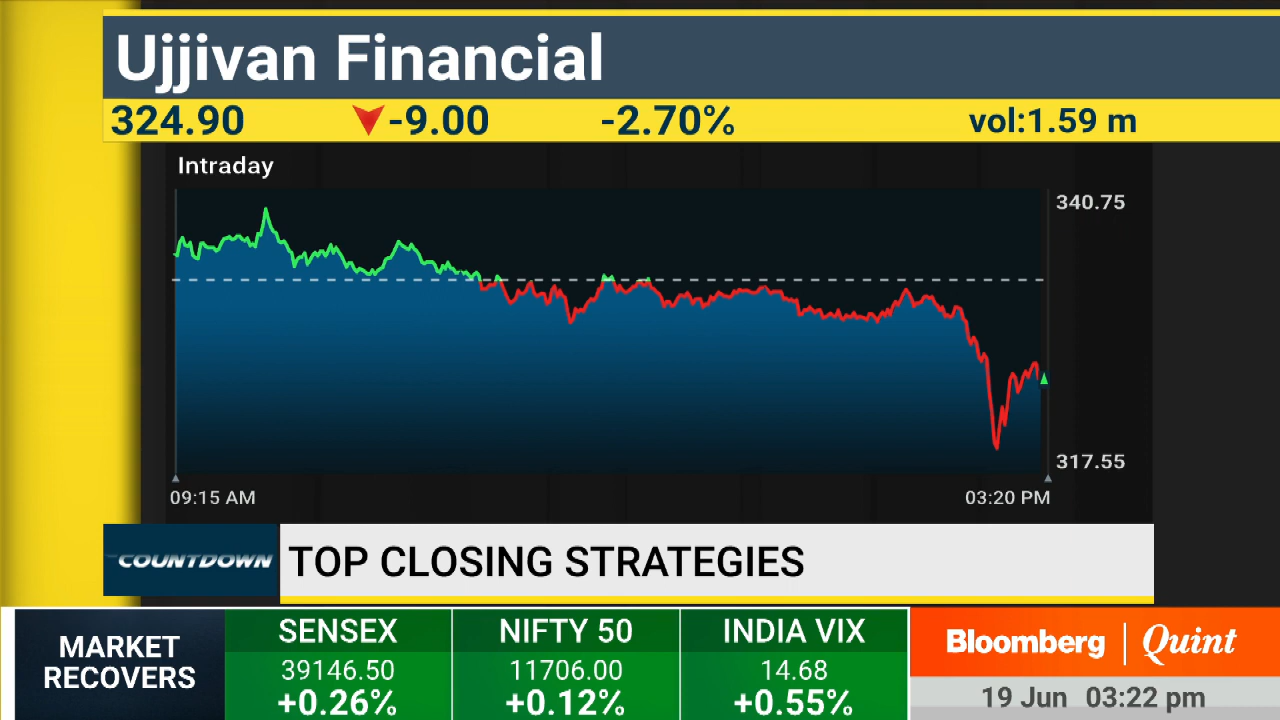 Ujjivan Financial
324.90 -9.00 -2.70% vol:1.59 m
Intraday
340.75
317.55
09:15 AM 03:20 PM
COUNTDOWN
TOP CLOSING STRATEGIES
MARKET
RECOVERS
SENSEX
39146.50
+0.26%
NIFTY 50
11706.00
+0.12%
INDIA VIX
14.68
+0.55%
Bloomberg | Quint
19 Jun 03:22 pm